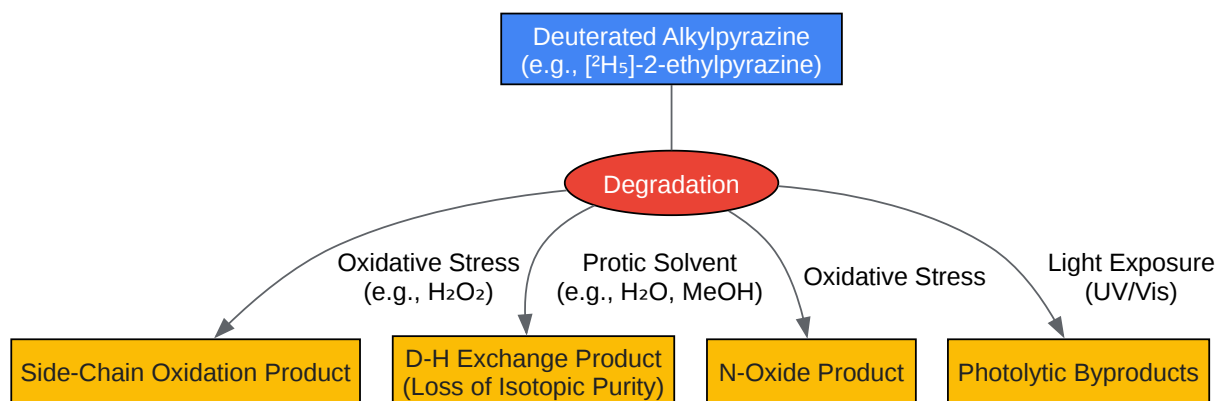 Deuterated Alkylpyrazine
(e.g., [²H₅]-2-ethylpyrazine)
Degradation
Oxidative Stress
(e.g., H₂O₂)
Protic Solvent
(e.g., H₂O, MeOH)
Oxidative Stress
Light Exposure
(UV/Vis)
Side-Chain Oxidation Product
D-H Exchange Product
(Loss of Isotopic Purity)
N-Oxide Product
Photolytic Byproducts